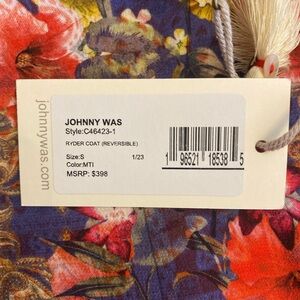 johnnywas.com
JOHNNY WAS
Style:C46423-1
RYDER COAT (REVERSIBLE)
Size:S 1/23
Color:MTI
MSRP: $398
1 96521 18538 5